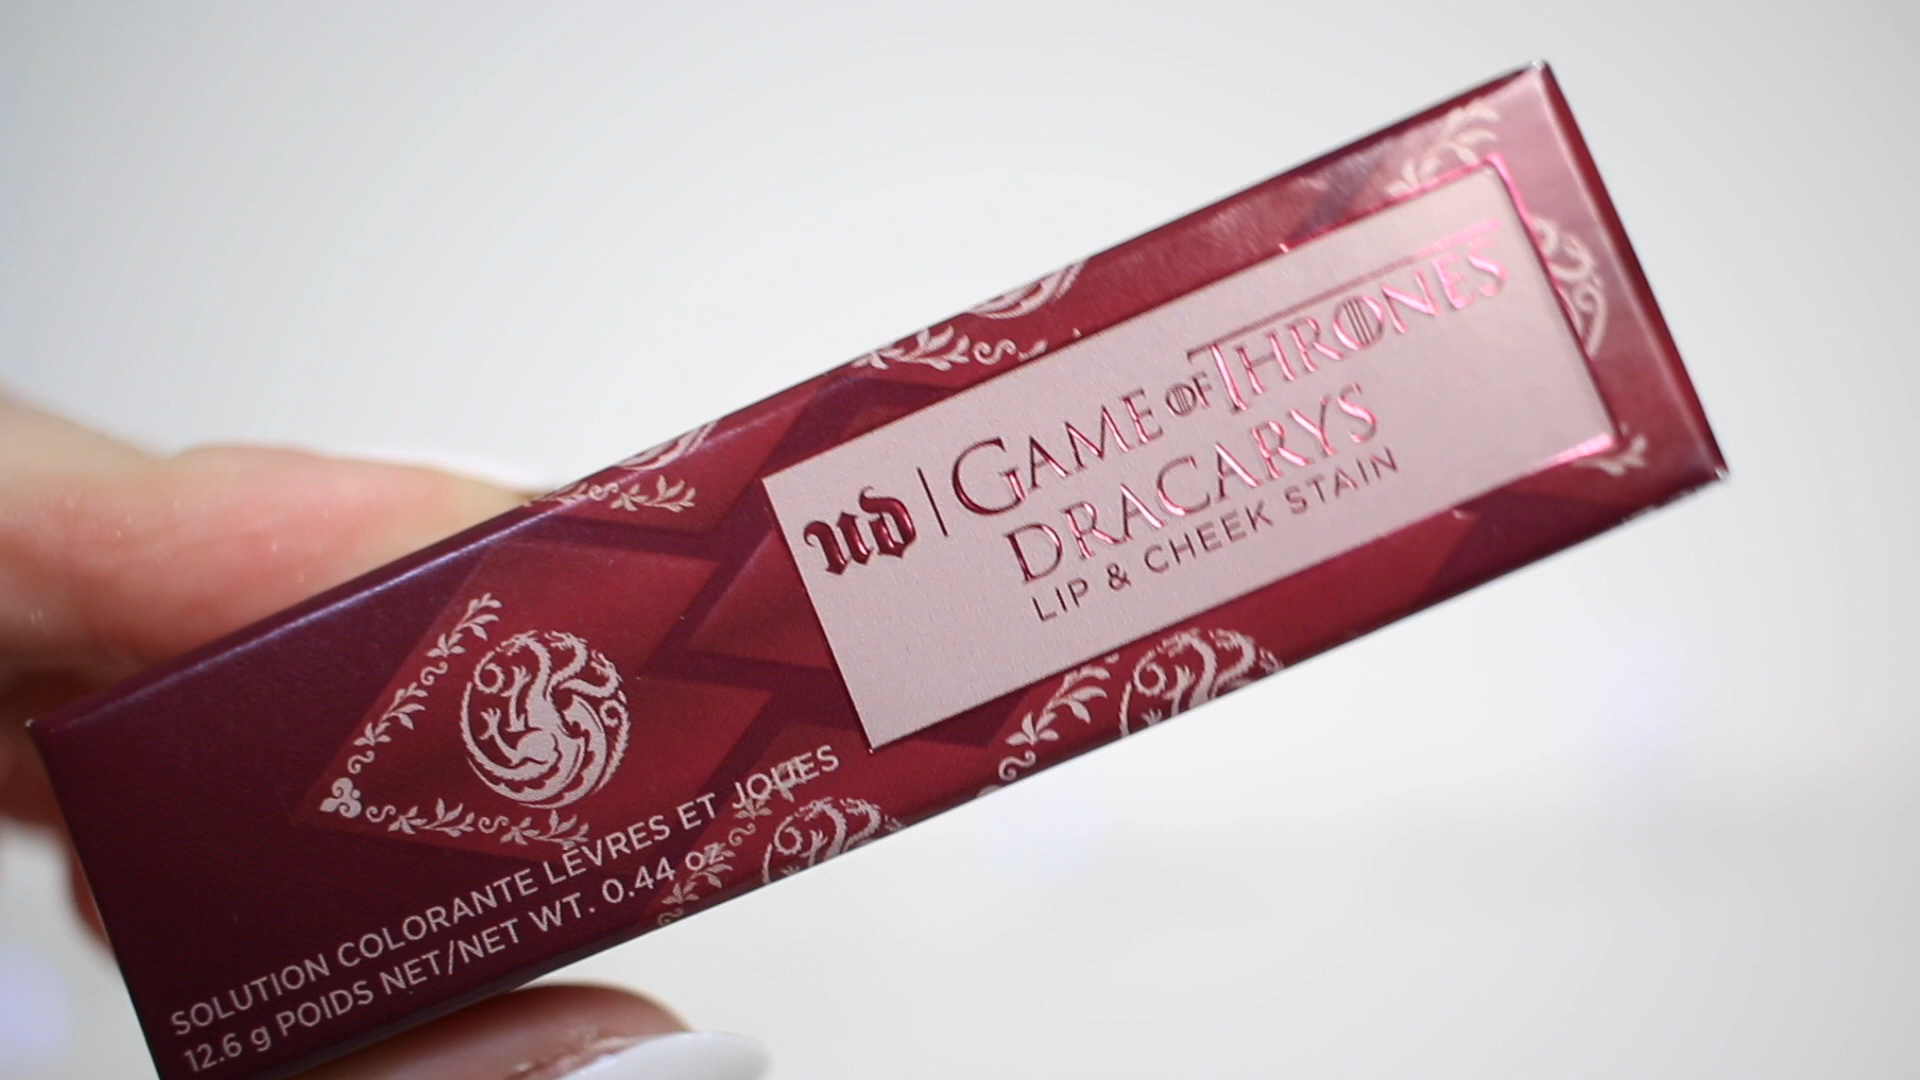 UD | GAME OF THRONES
DRACARYS
LIP & CHEEK STAIN
SOLUTION COLORANTE LÈVRES ET JOUES
12.6 g POIDS NET/NET WT. 0.44 oz